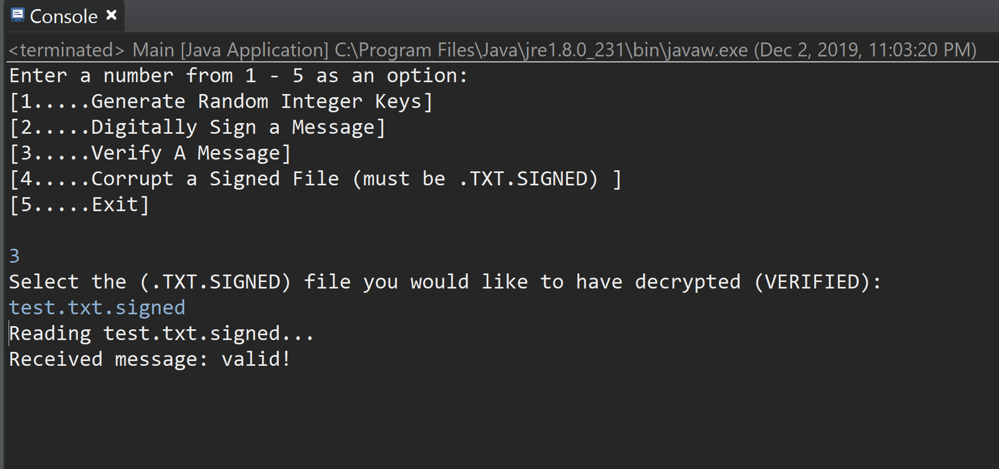 Console
<terminated> Main [Java Application] C:\Program Files\Java\jre1.8.0_231\bin\javaw.exe (Dec 2, 2019, 11:03:20 PM)
Enter a number from 1 - 5 as an option:
[1.....Generate Random Integer Keys]
[2.....Digitally Sign a Message]
[3.....Verify A Message]
[4.....Corrupt a Signed File (must be .TXT.SIGNED) ]
[5.....Exit]
3
Select the (.TXT.SIGNED) file you would like to have decrypted (VERIFIED):
test.txt.signed
Reading test.txt.signed...
Received message: valid!